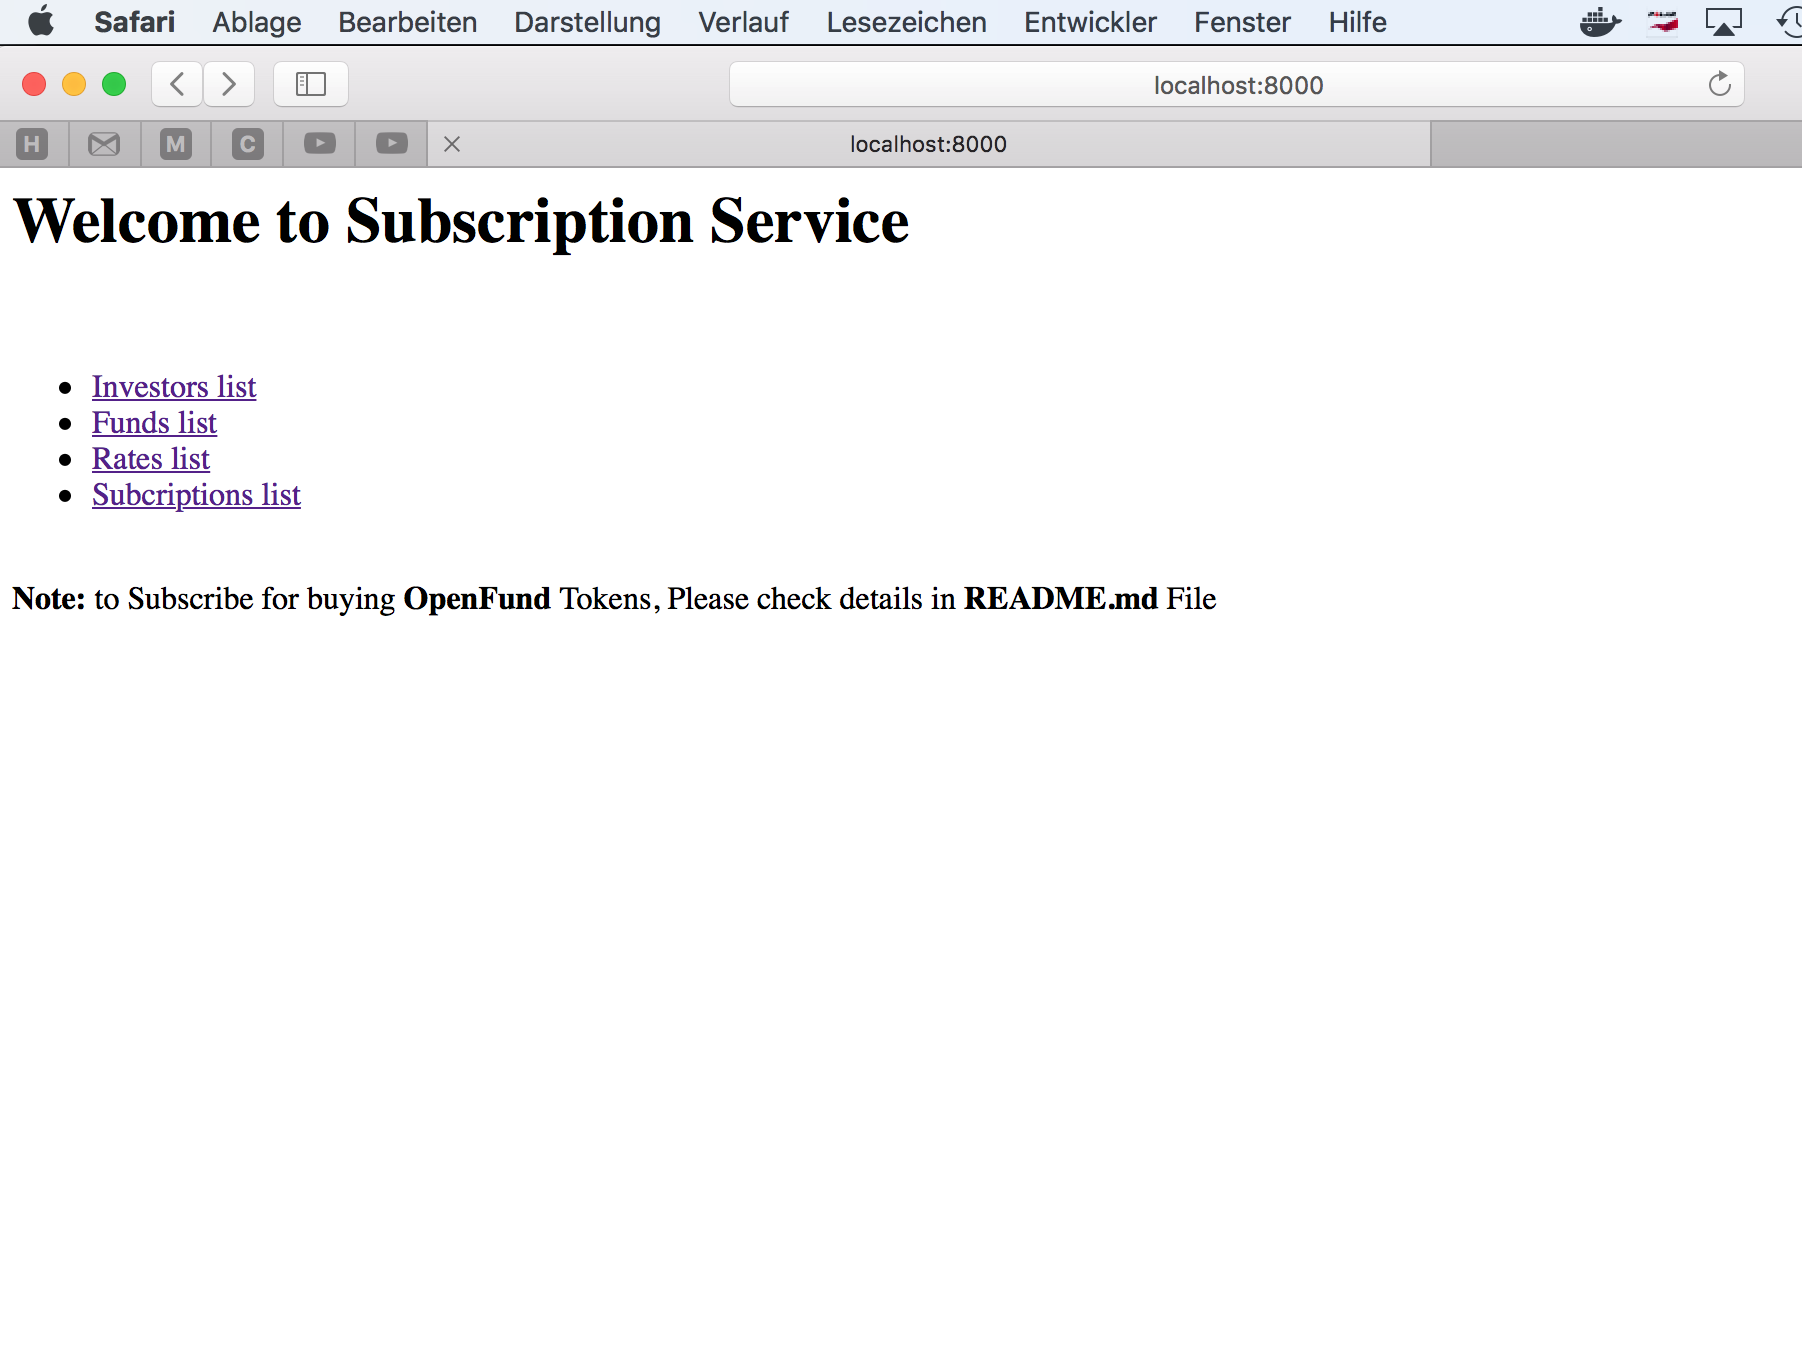 Safari Ablage Bearbeiten Darstellung Verlauf Lesezeichen Entwickler Fenster Hilfe
localhost:8000
H M C localhost:8000
Welcome to Subscription Service
Investors list
Funds list
Rates list
Subcriptions list
Note: to Subscribe for buying OpenFund Tokens, Please check details in README.md File